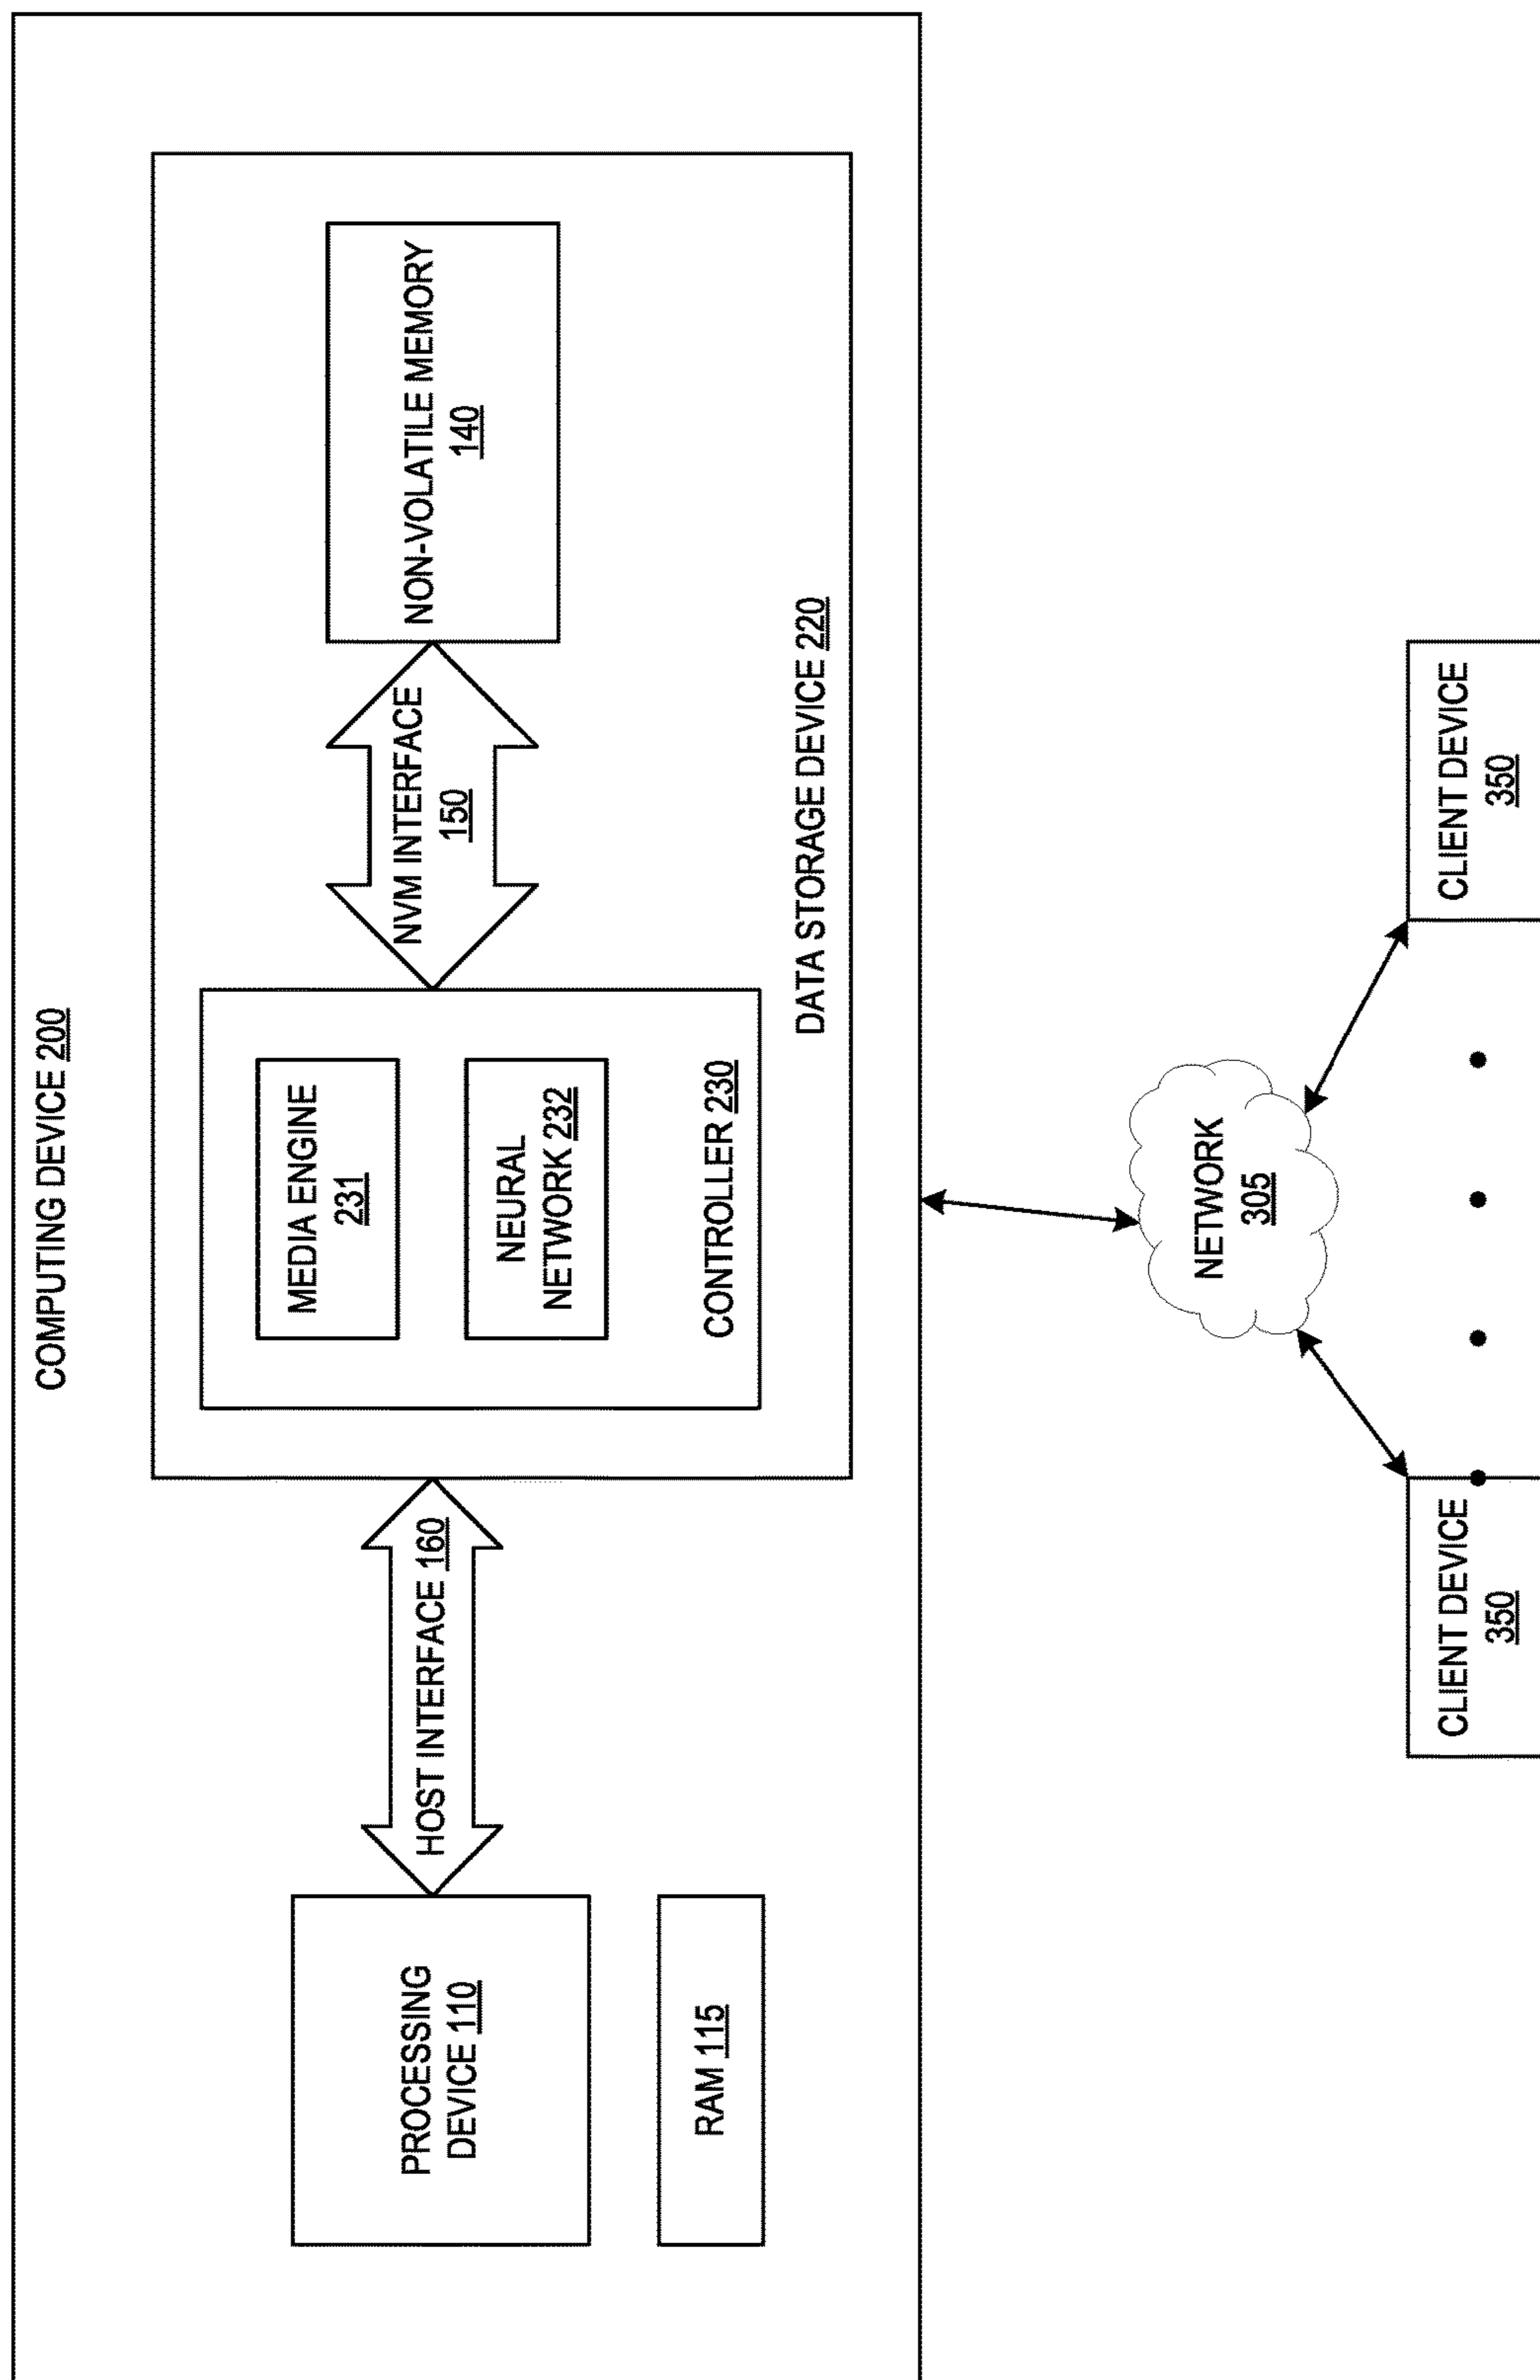 COMPUTING DEVICE 200
PROCESSING
DEVICE 110
RAM 115
HOST INTERFACE 160
MEDIA ENGINE
231
NEURAL
NETWORK 232
CONTROLLER 230
NVM INTERFACE
150
NON-VOLATILE MEMORY
140
DATA STORAGE DEVICE 220
NETWORK
305
CLIENT DEVICE
350
CLIENT DEVICE
350